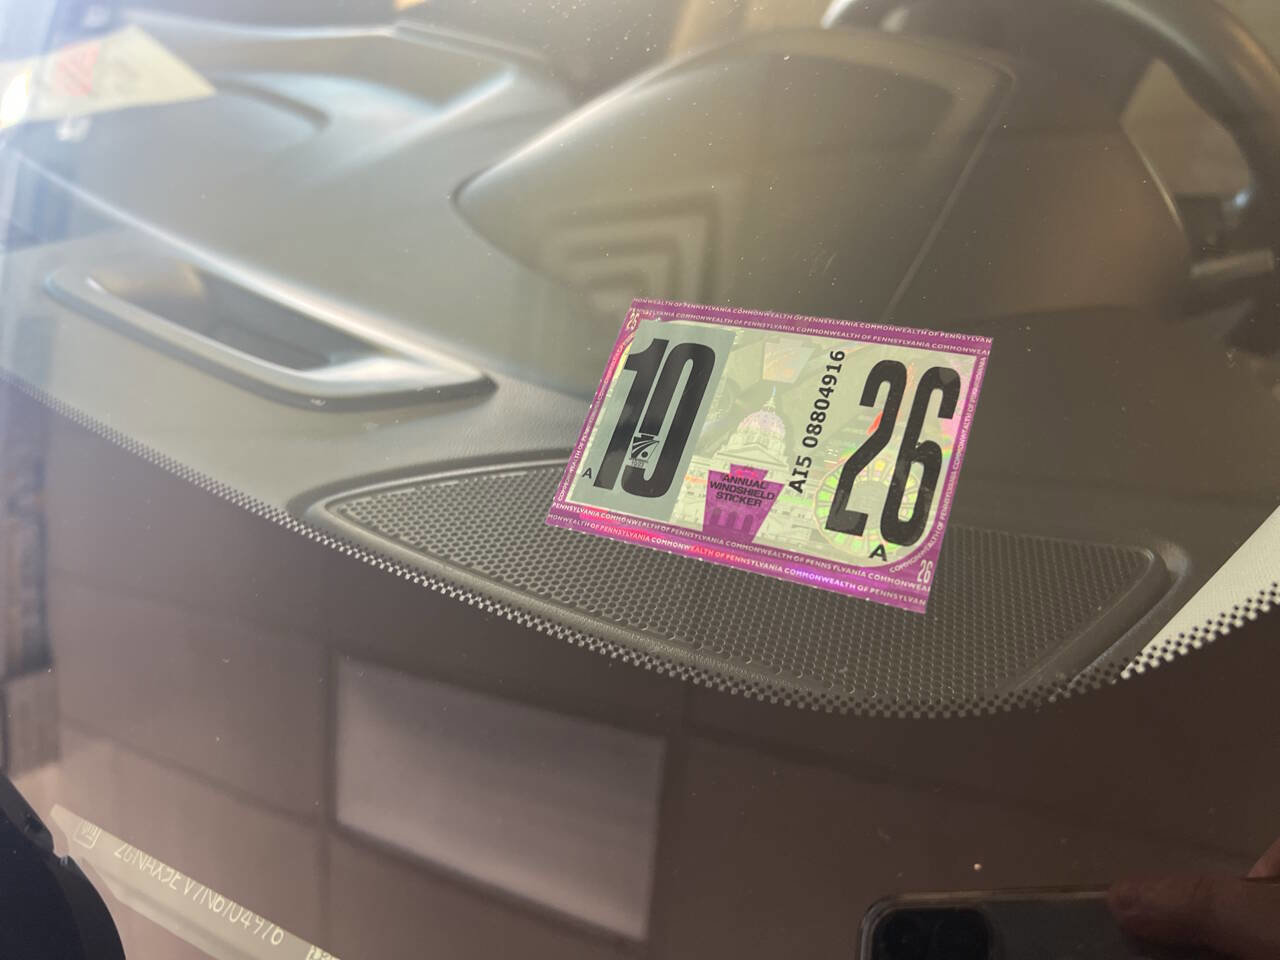 COMMONWEALTH OF PENNSYLVANIA COMMONWEALTH OF PENNSYLVANIA
25
10
A
ANNUAL
WINDSHIELD
STICKER
AI5 08804916
26
A
26
COMMONWEALTH OF PENNSYLVANIA COMMONWEALTH OF PENNSYLVANIA